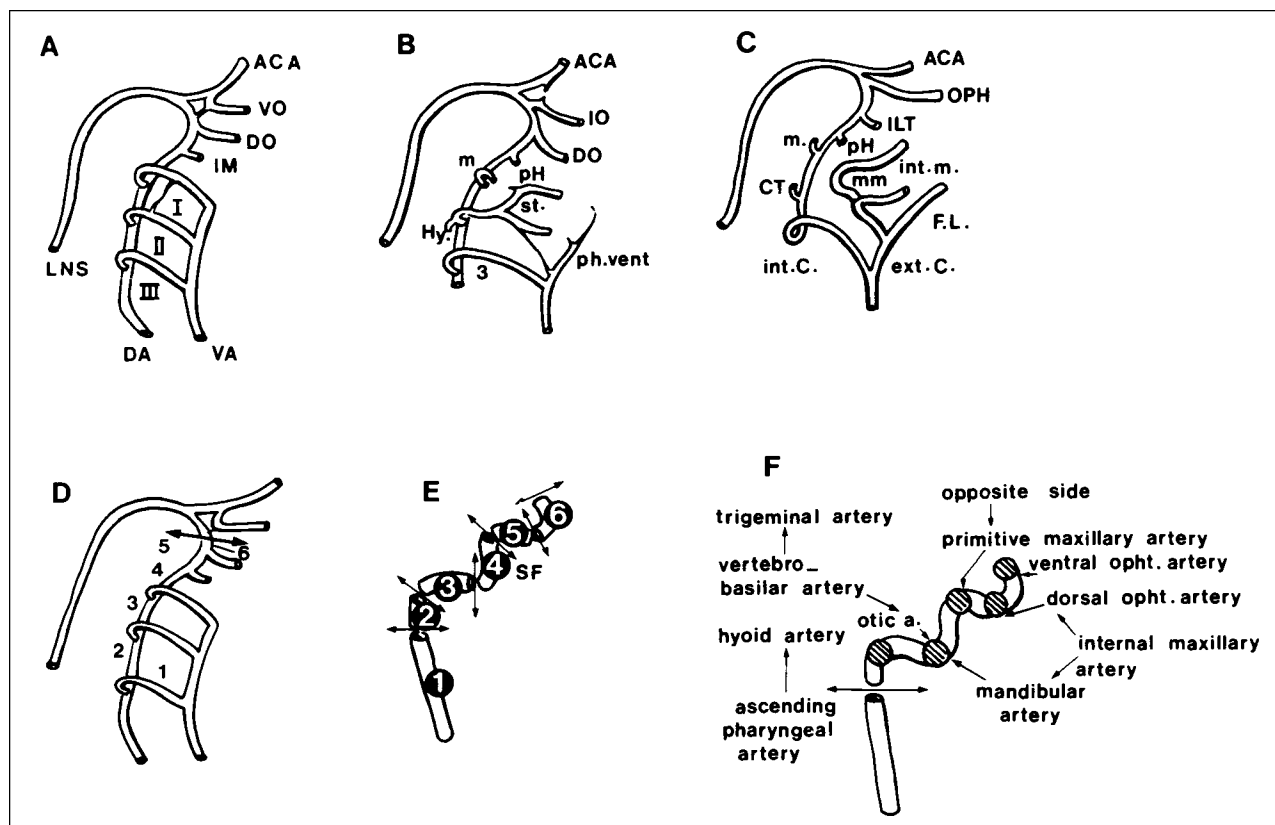 A
ACA
VO
DO
IM
I
II
III
LNS
DA
VA
B
ACA
IO
DO
m
pH
st.
Hy.
3
ph.vent
C
ACA
OPH
ILT
m.
pH
int.m.
CT
mm
F.L.
int.C.
ext.C.
D
5
6
4
3
2
1
E
6
5
4
SF
3
2
1
F
opposite side
trigeminal artery
primitive maxillary artery
ventral opht. artery
vertebro_
basilar artery
dorsal opht. artery
otic a.
hyoid artery
internal maxillary
artery
mandibular
artery
ascending
pharyngeal
artery